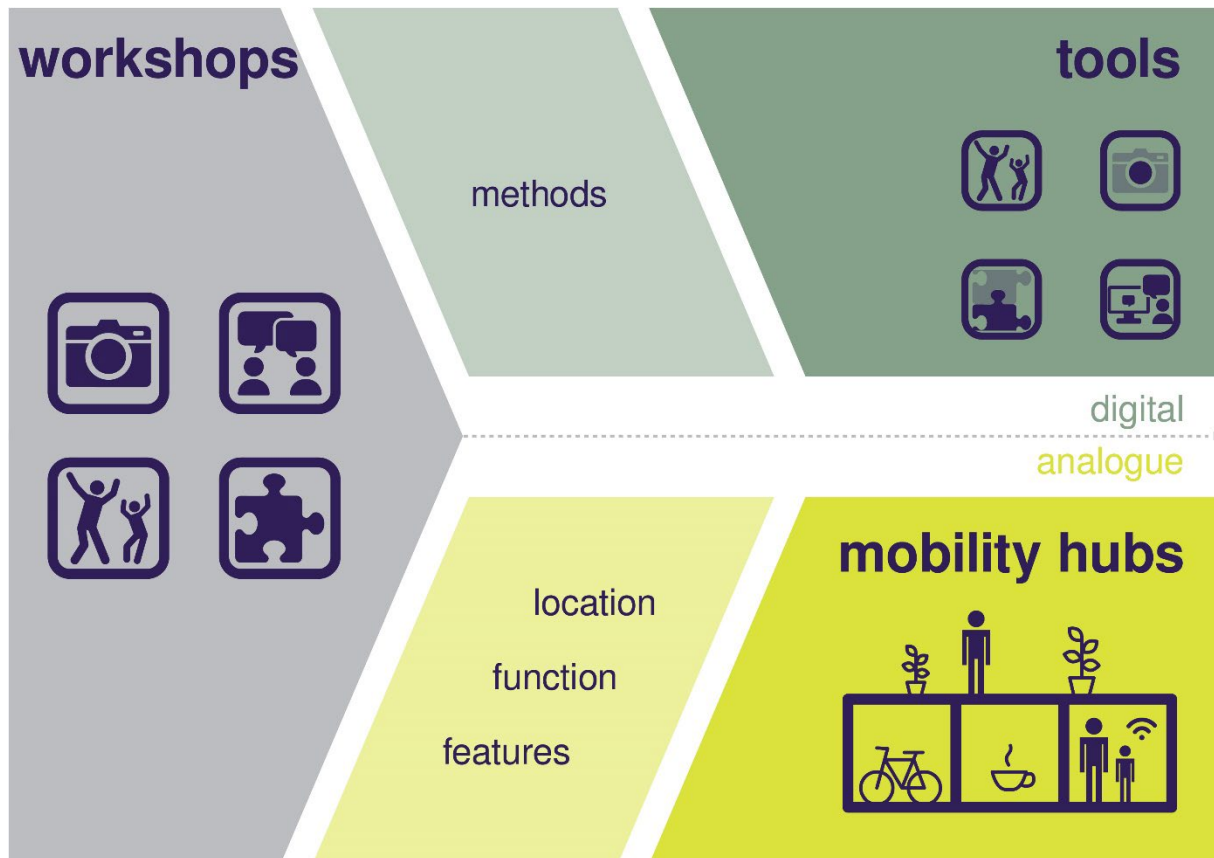 workshops
methods
tools
digital
analogue
location
function
features
mobility hubs